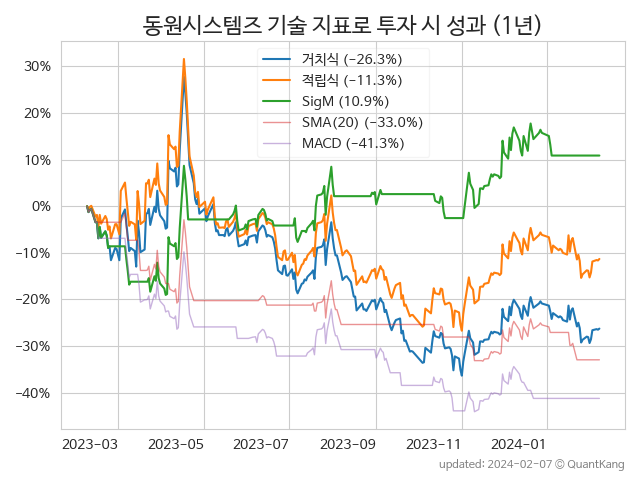 동원시스템즈 기술 지표로 투자 시 성과 (1년)
거치식 (−26.3%)
적립식 (−11.3%)
SigM (10.9%)
SMA(20) (−33.0%)
MACD (−41.3%)
30%
20%
10%
0%
−10%
−20%
−30%
−40%
2023−03 2023−05 2023−07 2023−09 2023−11 2024−01
updated: 2024−02−07 © QuantKang